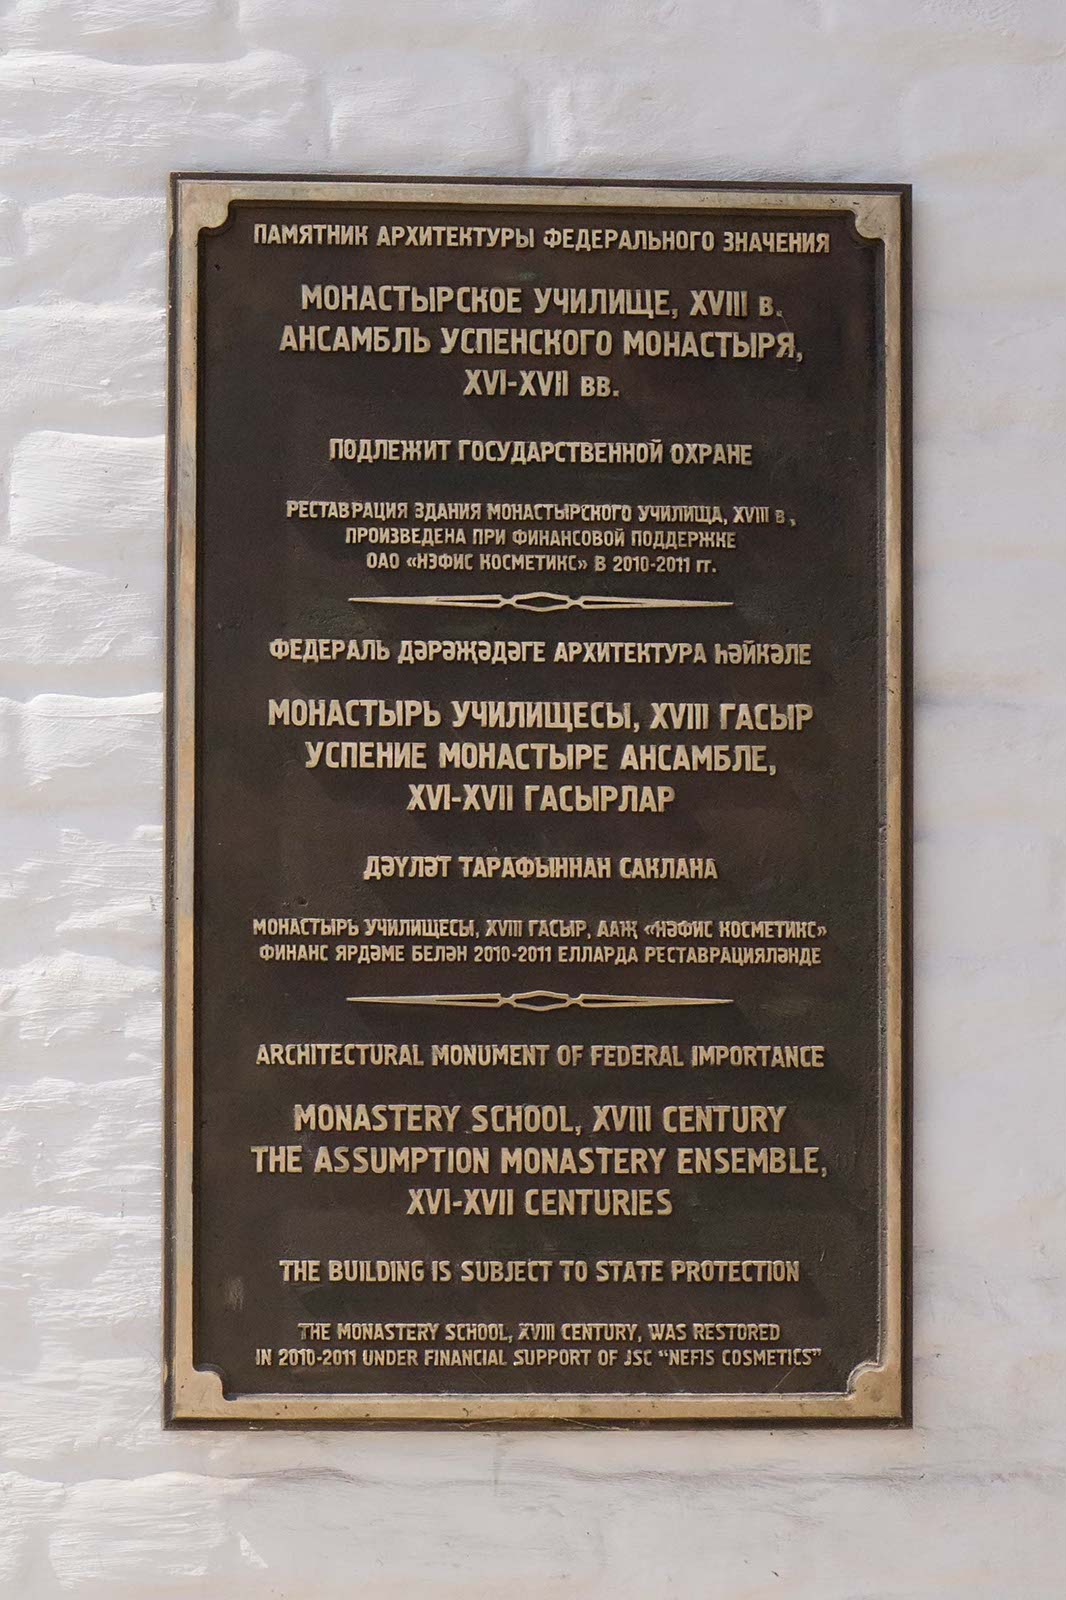 ПАМЯТНИК АРХИТЕКТУРЫ ФЕДЕРАЛЬНОГО ЗНАЧЕНИЯ
МОНАСТЫРСКОЕ УЧИЛИЩЕ, XVIII В.
АНСАМБЛЬ УСПЕНСКОГО МОНАСТЫРЯ,
XVI-XVII ВВ.
ПОДЛЕЖИТ ГОСУДАРСТВЕННОЙ ОХРАНЕ
РЕСТАВРАЦИЯ ЗДАНИЯ МОНАСТЫРСКОГО УЧИЛИЩА, XVIII В.,
ПРОИЗВЕДЕНА ПРИ ФИНАНСОВОЙ ПОДДЕРЖКЕ
ОАО «НЭФИС КОСМЕТИКС» В 2010-2011 ГГ.
ФЕДЕРАЛЬ ДӘРӘҖӘДӘГЕ АРХИТЕКТУРА ҺӘЙКӘЛЕ
МОНАСТЫРЬ УЧИЛИЩЕСЫ, XVIII ГАСЫР
УСПЕНИЕ МОНАСТЫРЕ АНСАМБЛЕ,
XVI-XVII ГАСЫРЛАР
ДӘҮЛӘТ ТАРАФЫННАН САКЛАНА
МОНАСТЫРЬ УЧИЛИЩЕСЫ, XVIII ГАСЫР, ААҖ «НЭФИС КОСМЕТИКС»
ФИНАНС ЯРДӘМЕ БЕЛӘН 2010-2011 ЕЛЛАРДА РЕСТАВРАЦИЯЛӘНДЕ
ARCHITECTURAL MONUMENT OF FEDERAL IMPORTANCE
MONASTERY SCHOOL, XVIII CENTURY
THE ASSUMPTION MONASTERY ENSEMBLE,
XVI-XVII CENTURIES
THE BUILDING IS SUBJECT TO STATE PROTECTION
THE MONASTERY SCHOOL, XVIII CENTURY, WAS RESTORED
IN 2010-2011 UNDER FINANCIAL SUPPORT OF JSC "NEFIS COSMETICS"